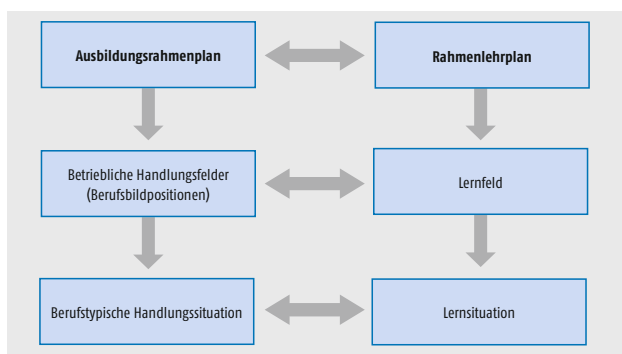 Ausbildungsrahmenplan
Rahmenlehrplan
Betriebliche Handlungsfelder
(Berufsbildpositionen)
Lernfeld
Berufstypische Handlungssituation
Lernsituation